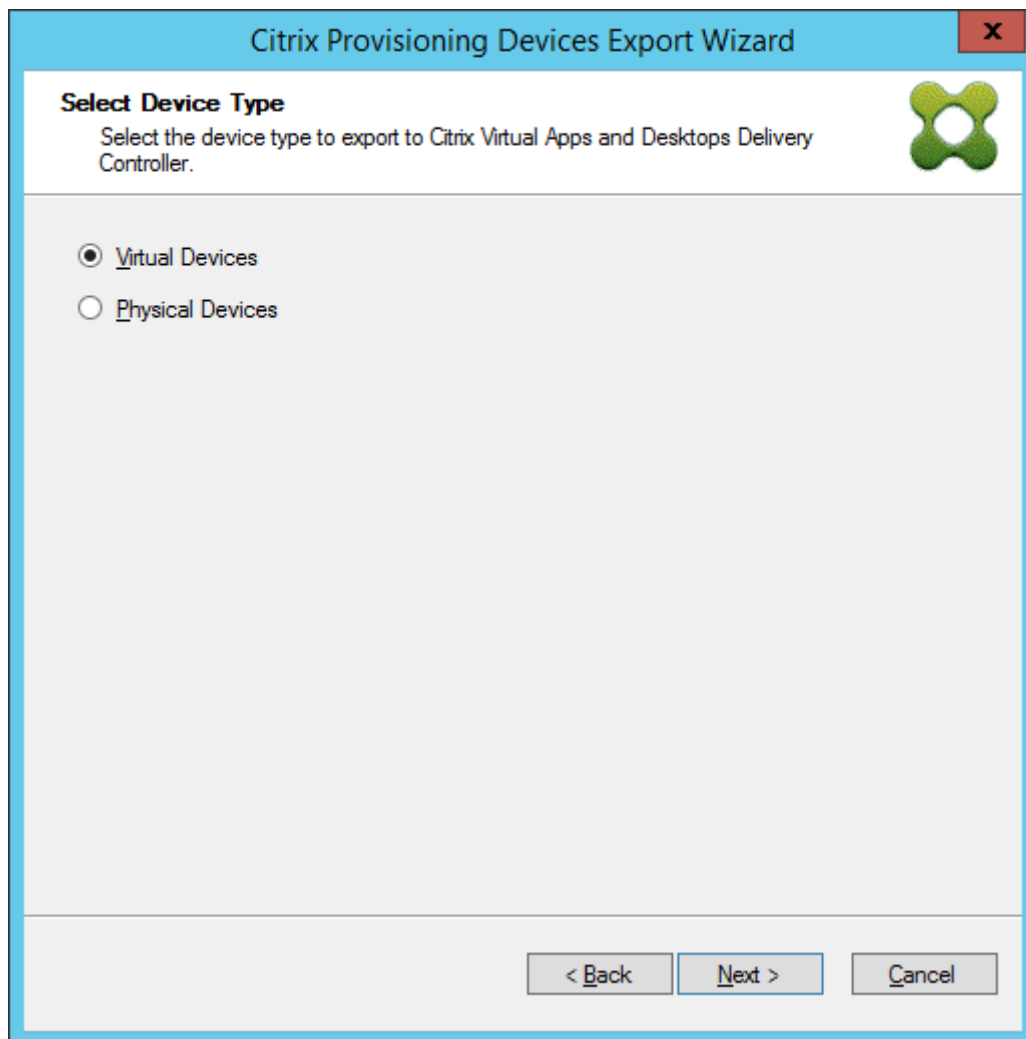 Citrix Provisioning Devices Export Wizard
x
Select Device Type
Select the device type to export to Citrix Virtual Apps and Desktops Delivery
Controller.
Virtual Devices
Physical Devices
< Back Next > Cancel